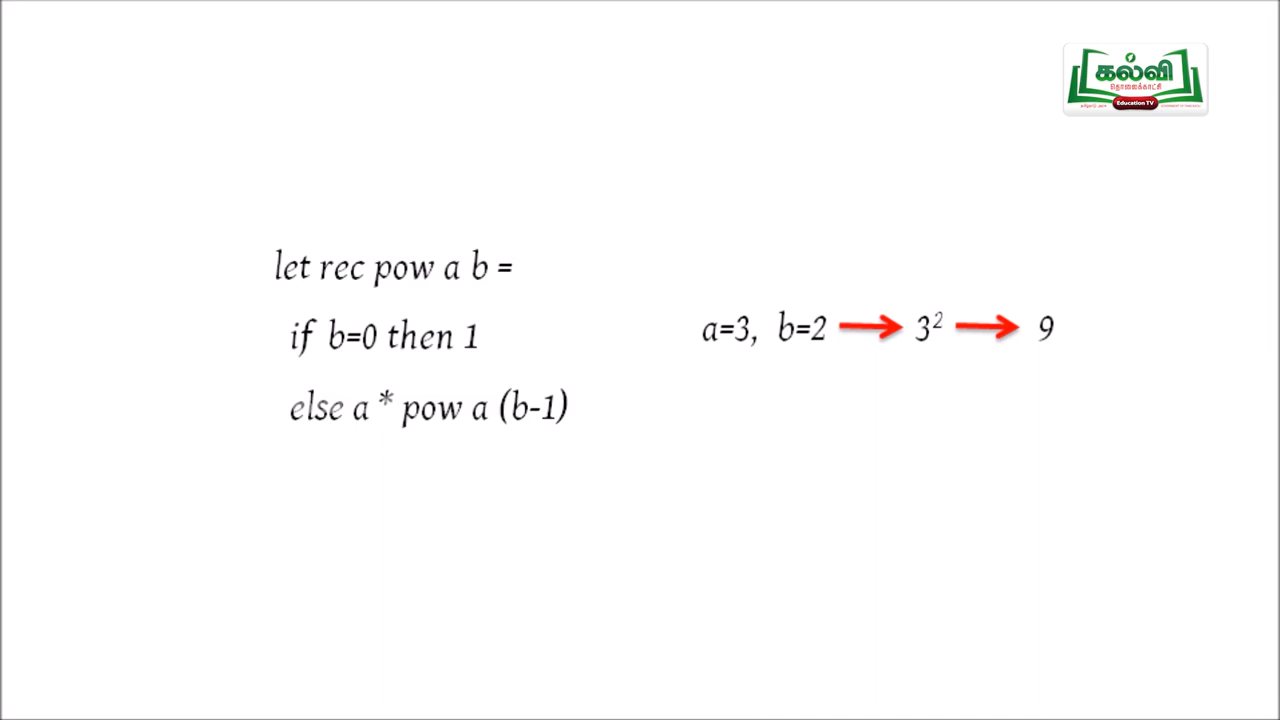 கல்வி
தொலைக்காட்சி
Education TV
let rec pow a b =
if b=0 then 1
else a * pow a (b-1)
a=3, b=2 → 3² → 9